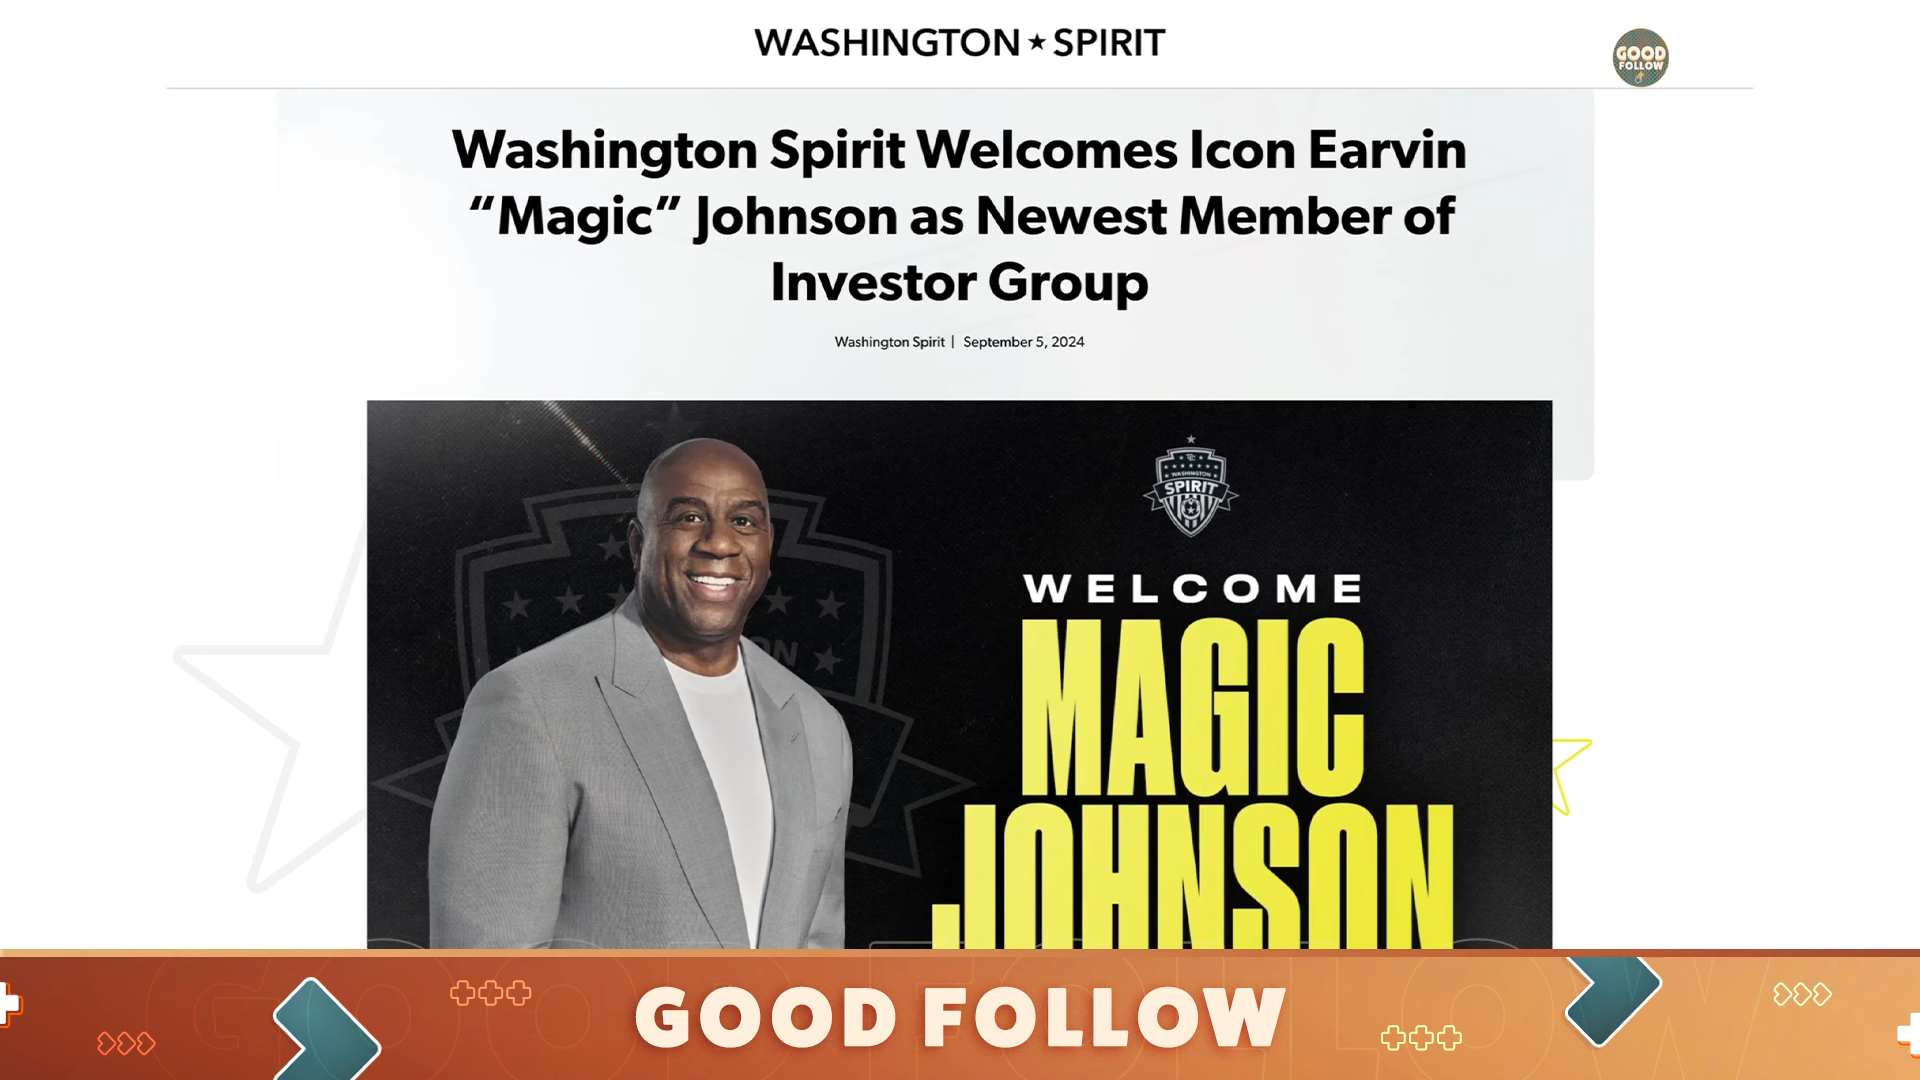 WASHINGTON ★ SPIRIT
GOOD
FOLLOW
Washington Spirit Welcomes Icon Earvin
“Magic” Johnson as Newest Member of
Investor Group
Washington Spirit | September 5, 2024
WASHINGTON
SPIRIT
WELCOME
MAGIC
JOHNSON
GOOD FOLLOW